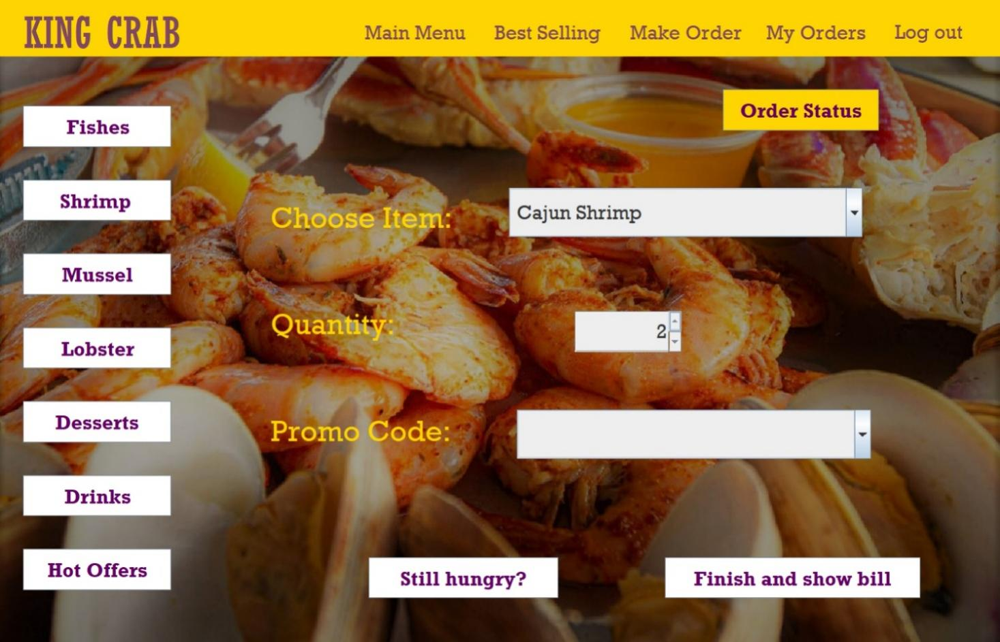 KING CRAB
Main Menu
Best Selling
Make Order
My Orders
Log out
Order Status
Fishes
Shrimp
Mussel
Lobster
Desserts
Drinks
Hot Offers
Choose Item:
Cajun Shrimp
Quantity:
2
Promo Code:
Still hungry?
Finish and show bill